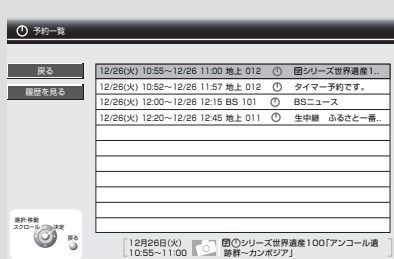 予約一覧
戻る
履歴を見る
12/26(火) 10:55～12/26 11:00 地上 012 字シリーズ世界遺産1..
12/26(火) 10:52～12/26 11:57 地上 012 タイマー予約です。
12/26(火) 12:00～12/26 12:15 BS 101 BSニュース
12/26(火) 12:20～12/26 12:45 地上 011 生中継 ふるさと一番..
選択・移動
スクロール 決定
戻る
12月26日(火) 字シリーズ世界遺産100「アンコール遺
10:55～11:00 跡群～カンボジア」